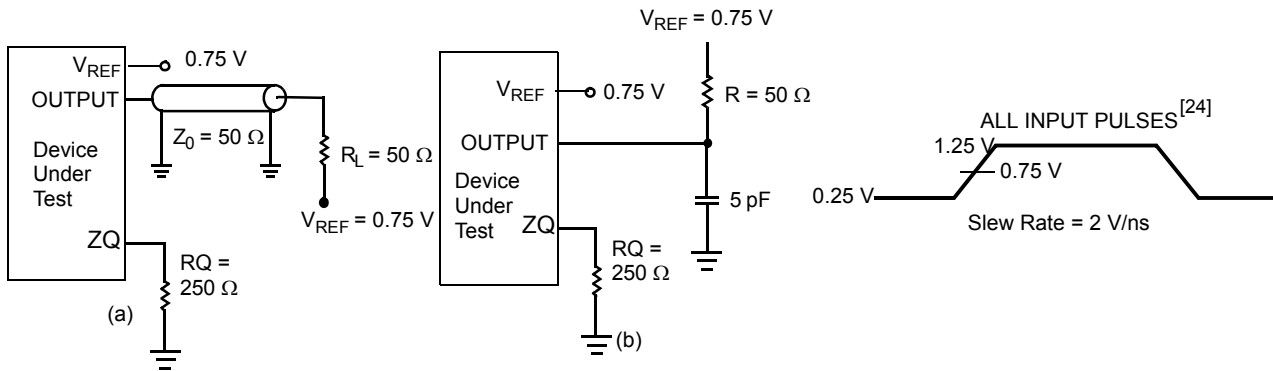 V_REF = 0.75 V
V_REF
0.75 V
OUTPUT
Z_0 = 50 Ω
Device
Under
Test
R_L = 50 Ω
V_REF = 0.75 V
ZQ
RQ =
250 Ω
(a)
V_REF
0.75 V
R = 50 Ω
OUTPUT
Device
Under
Test
ZQ
5 pF
RQ =
250 Ω
(b)
ALL INPUT PULSES[24]
1.25 V
0.75 V
0.25 V
Slew Rate = 2 V/ns